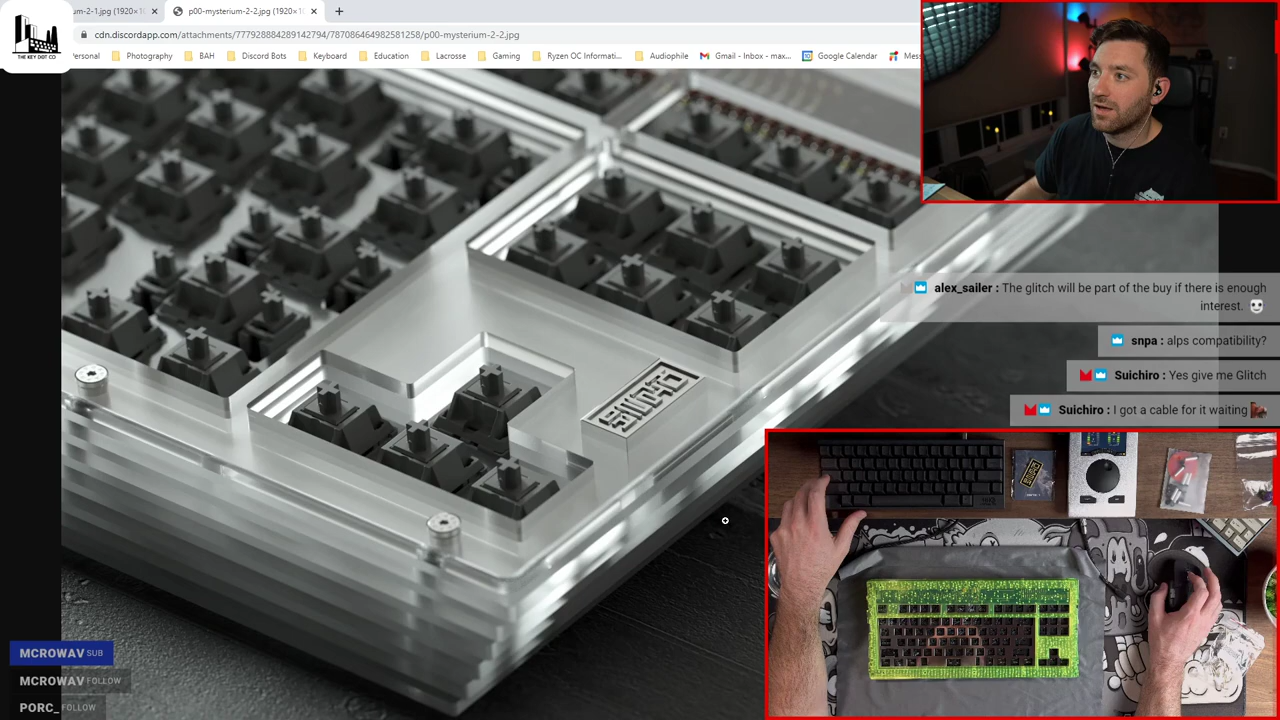 um-2-1.jpg (1920×1
p00-mysterium-2-2.jpg (1920×1
THE KEY DOT CO
cdn.discordapp.com/attachments/777928884289142794/787086464982581258/p00-mysterium-2-2.jpg
Personal
Photography
BAH
Discord Bots
Keyboard
Education
Lacrosse
Gaming
Ryzen OC Informati...
Audiophile
Gmail - Inbox - max...
Google Calendar
Mess
alex_sailer : The glitch will be part of the buy if there is enough
interest.
snpa : alps compatibility?
Suichiro : Yes give me Glitch
Suichiro : I got a cable for it waiting
MCROWAV SUB
MCROWAV FOLLOW
PORC_ FOLLOW